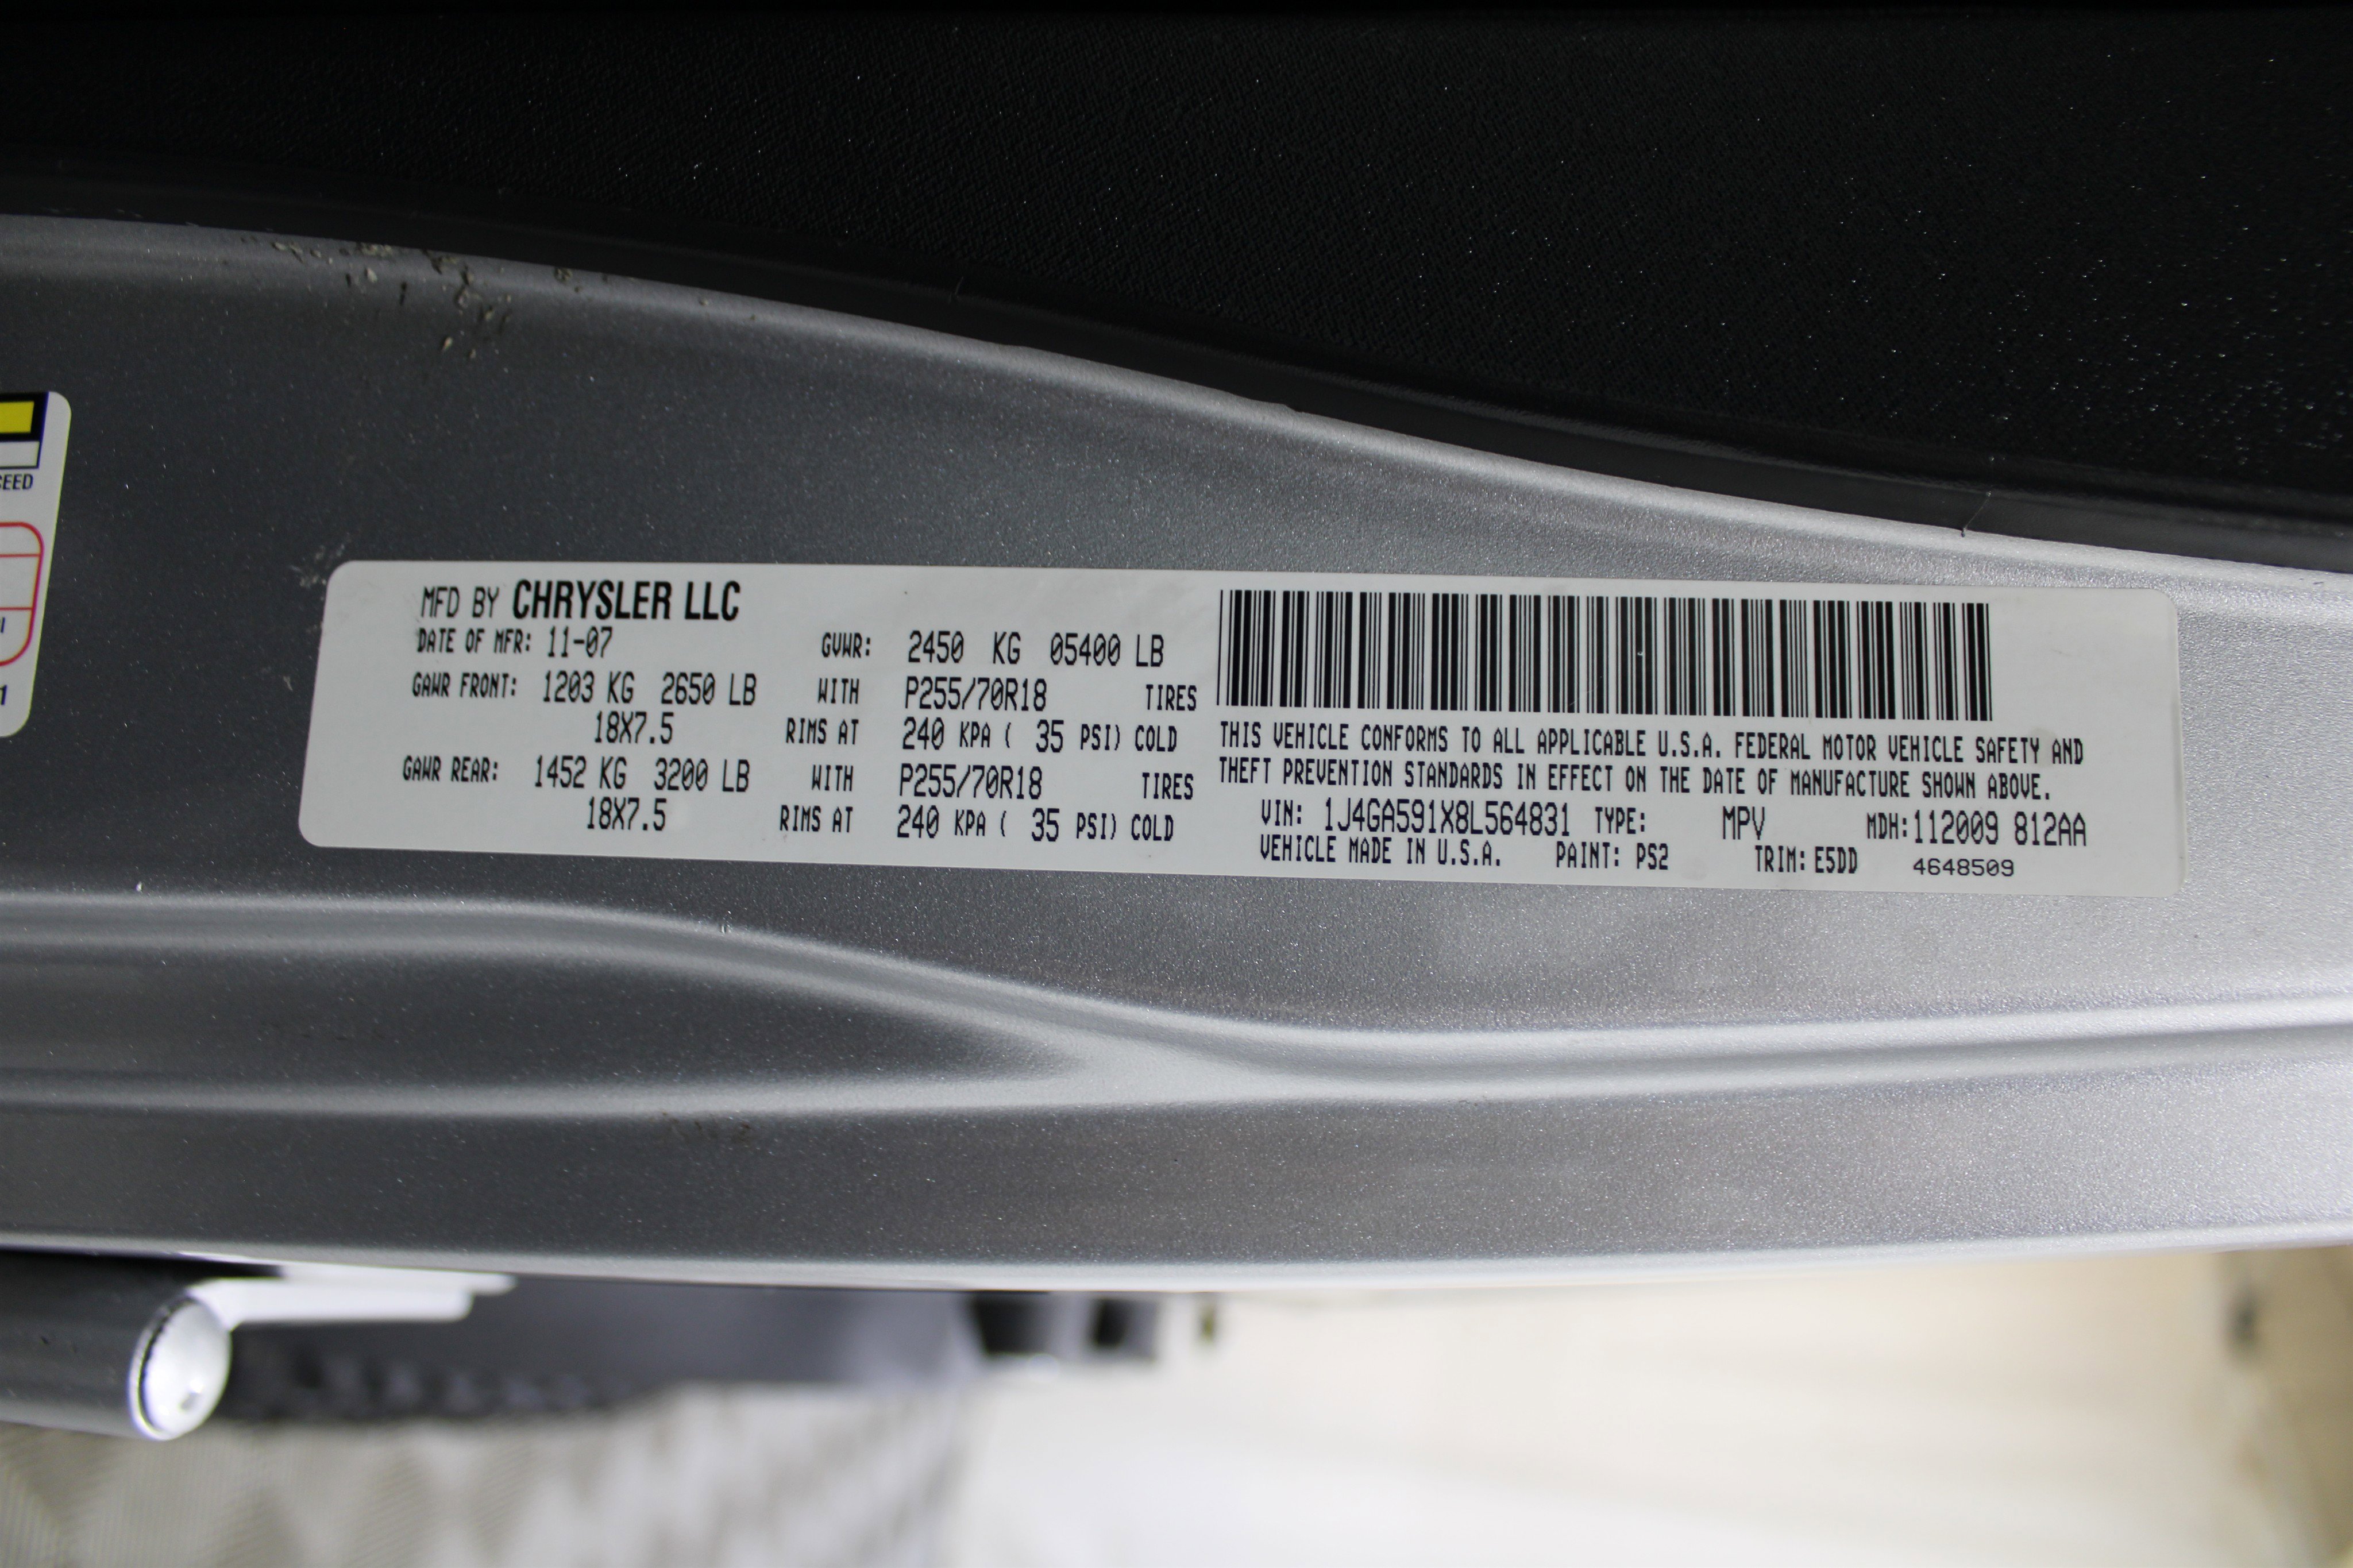 CEED
I
1
MFD BY CHRYSLER LLC
DATE OF MFR: 11-07 GVWR: 2450 KG 05400 LB
GAWR FRONT: 1203 KG 2650 LB WITH P255/70R18 TIRES
18X7.5 RIMS AT 240 KPA ( 35 PSI) COLD
GAWR REAR: 1452 KG 3200 LB WITH P255/70R18 TIRES
18X7.5 RIMS AT 240 KPA ( 35 PSI) COLD
THIS VEHICLE CONFORMS TO ALL APPLICABLE U.S.A. FEDERAL MOTOR VEHICLE SAFETY AND
THEFT PREVENTION STANDARDS IN EFFECT ON THE DATE OF MANUFACTURE SHOWN ABOVE.
VIN: 1J4GA591X8L564831 TYPE: MPV MDH:112009 812AA
VEHICLE MADE IN U.S.A. PAINT: PS2 TRIM: E5DD 4648509